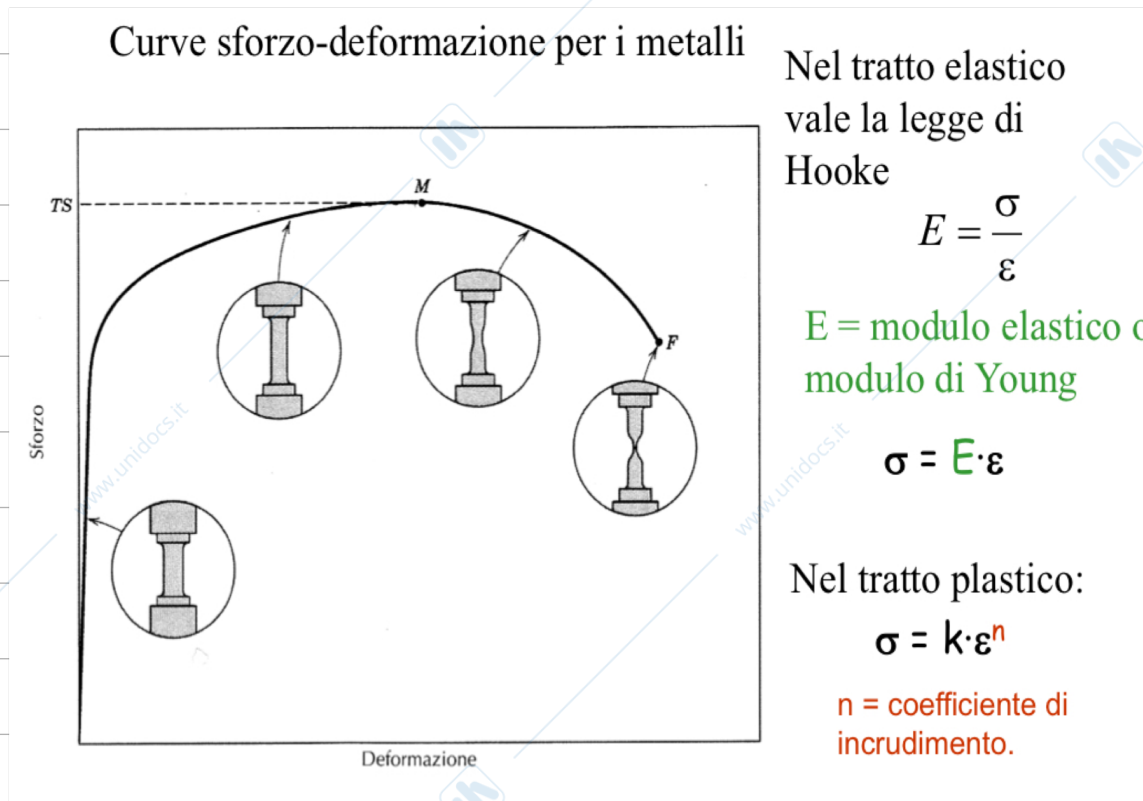 Curve sforzo-deformazione per i metalli
TS
M
F
Sforzo
Deformazione
Nel tratto elastico
vale la legge di
Hooke
E = σ/ε
E = modulo elastico o
modulo di Young
σ = E·ε
Nel tratto plastico:
σ = k·εⁿ
n = coefficiente di
incrudimento.
www.unidocs.it
www.unidocs.it